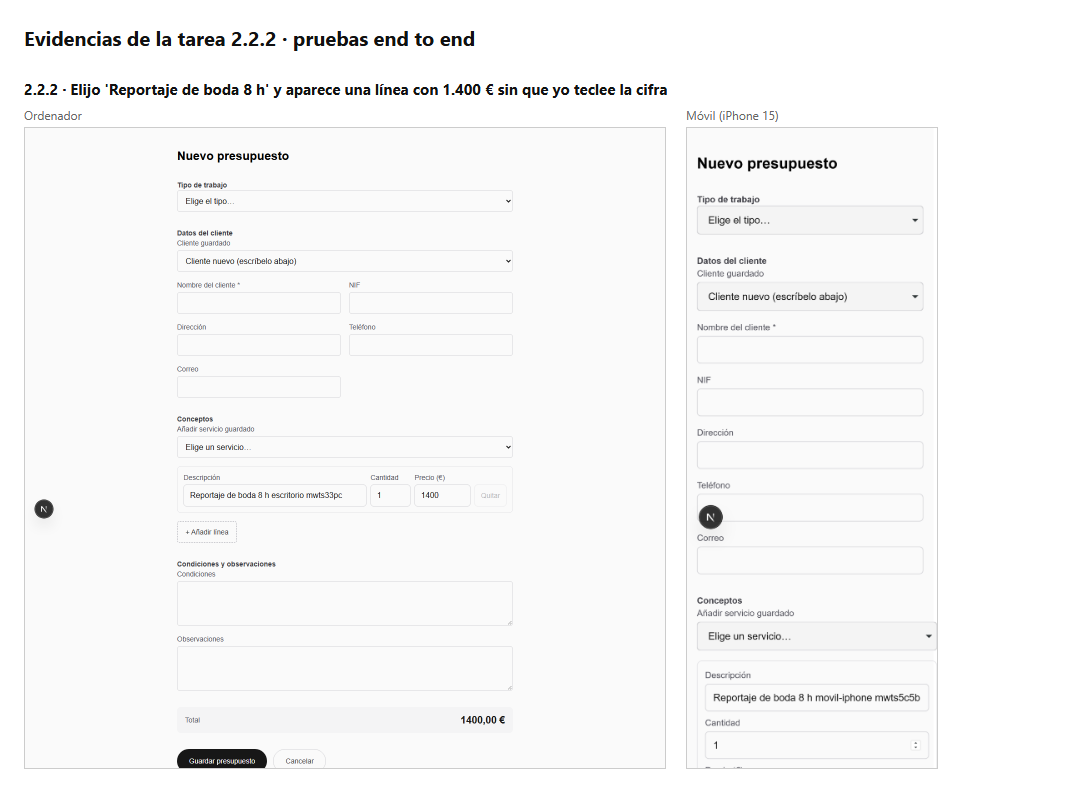 Evidencias de la tarea 2.2.2 · pruebas end to end
2.2.2 · Elijo 'Reportaje de boda 8 h' y aparece una línea con 1.400 € sin que yo teclee la cifra
Ordenador
Nuevo presupuesto
Tipo de trabajo
Elige el tipo...
Datos del cliente
Cliente guardado
Cliente nuevo (escríbelo abajo)
Nombre del cliente * NIF
Dirección Teléfono
Correo
Conceptos
Añadir servicio guardado
Elige un servicio...
Descripción Cantidad Precio (€)
Reportaje de boda 8 h escritorio mwts33pc 1 1400 Quitar
+ Añadir línea
Condiciones y observaciones
Condiciones
Observaciones
Total 1400,00 €
Guardar presupuesto Cancelar
N
Móvil (iPhone 15)
Nuevo presupuesto
Tipo de trabajo
Elige el tipo...
Datos del cliente
Cliente guardado
Cliente nuevo (escríbelo abajo)
Nombre del cliente *
NIF
Dirección
Teléfono
N
Correo
Conceptos
Añadir servicio guardado
Elige un servicio...
Descripción
Reportaje de boda 8 h movil-iphone mwts5c5b
Cantidad
1